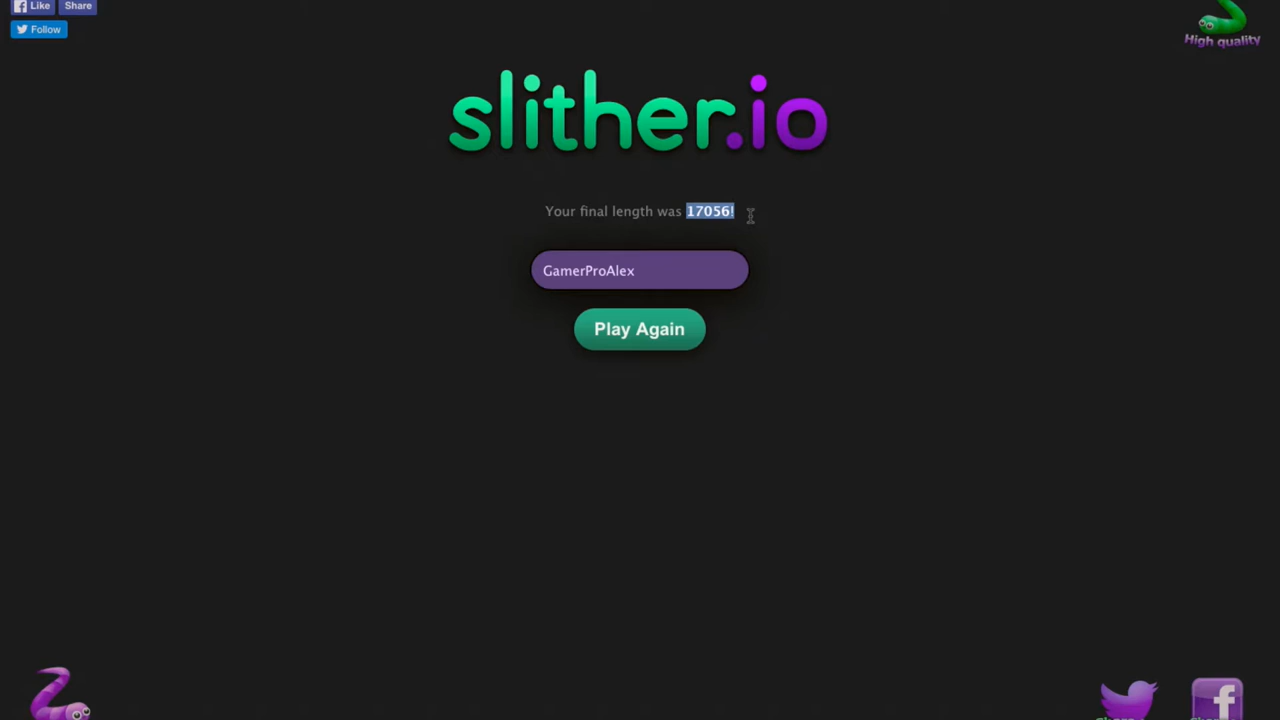 Like
Share
Follow
High quality
slither.io
Your final length was 17056!
GamerProAlex
Play Again